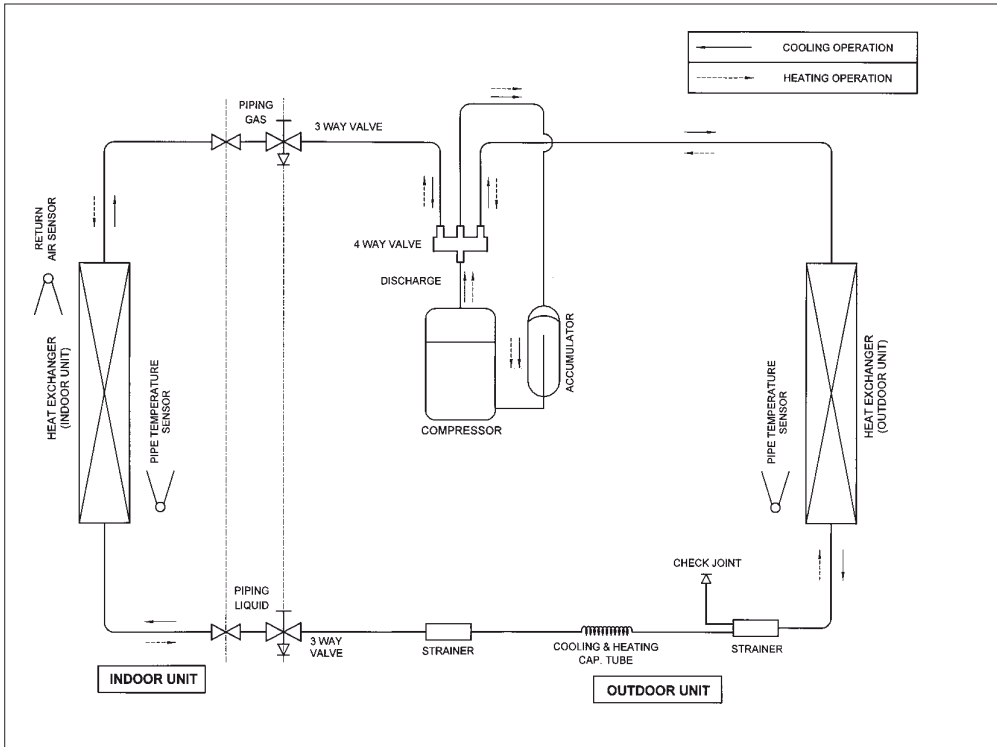 COOLING OPERATION
HEATING OPERATION
PIPING
GAS
3 WAY VALVE
RETURN
AIR SENSOR
4 WAY VALVE
DISCHARGE
HEAT EXCHANGER
(INDOOR UNIT)
PIPE TEMPERATURE
SENSOR
COMPRESSOR
ACCUMULATOR
PIPE TEMPERATURE
SENSOR
HEAT EXCHANGER
(OUTDOOR UNIT)
CHECK JOINT
PIPING
LIQUID
3 WAY
VALVE
STRAINER
COOLING & HEATING
CAP. TUBE
STRAINER
INDOOR UNIT
OUTDOOR UNIT